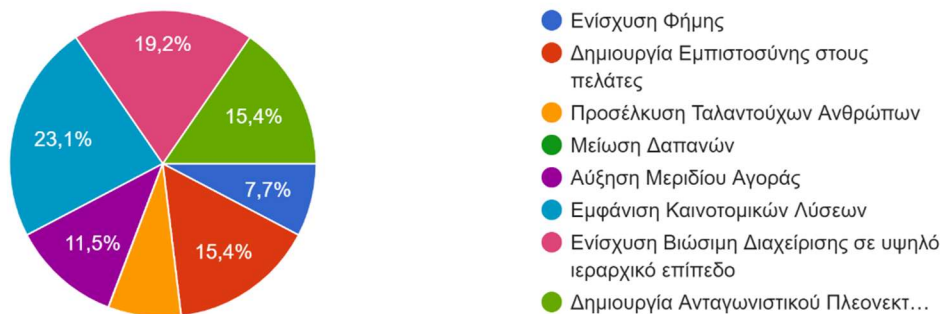 19,2%
15,4%
23,1%
7,7%
11,5%
15,4%
Ενίσχυση Φήμης
Δημιουργία Εμπιστοσύνης στους
πελάτες
Προσέλκυση Ταλαντούχων Ανθρώπων
Μείωση Δαπανών
Αύξηση Μεριδίου Αγοράς
Εμφάνιση Καινοτομικών Λύσεων
Ενίσχυση Βιώσιμη Διαχείρισης σε υψηλό
ιεραρχικό επίπεδο
Δημιουργία Ανταγωνιστικού Πλεονεκτ…